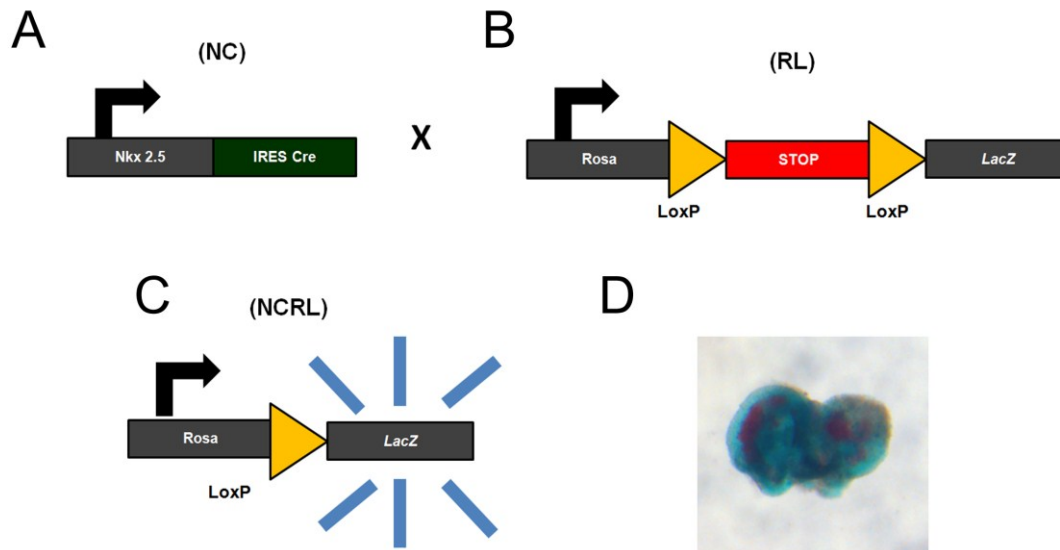 A
(NC)
Nkx 2.5
IRES Cre
X
B
(RL)
Rosa
STOP
LacZ
LoxP
LoxP
C
(NCRL)
Rosa
LacZ
LoxP
D